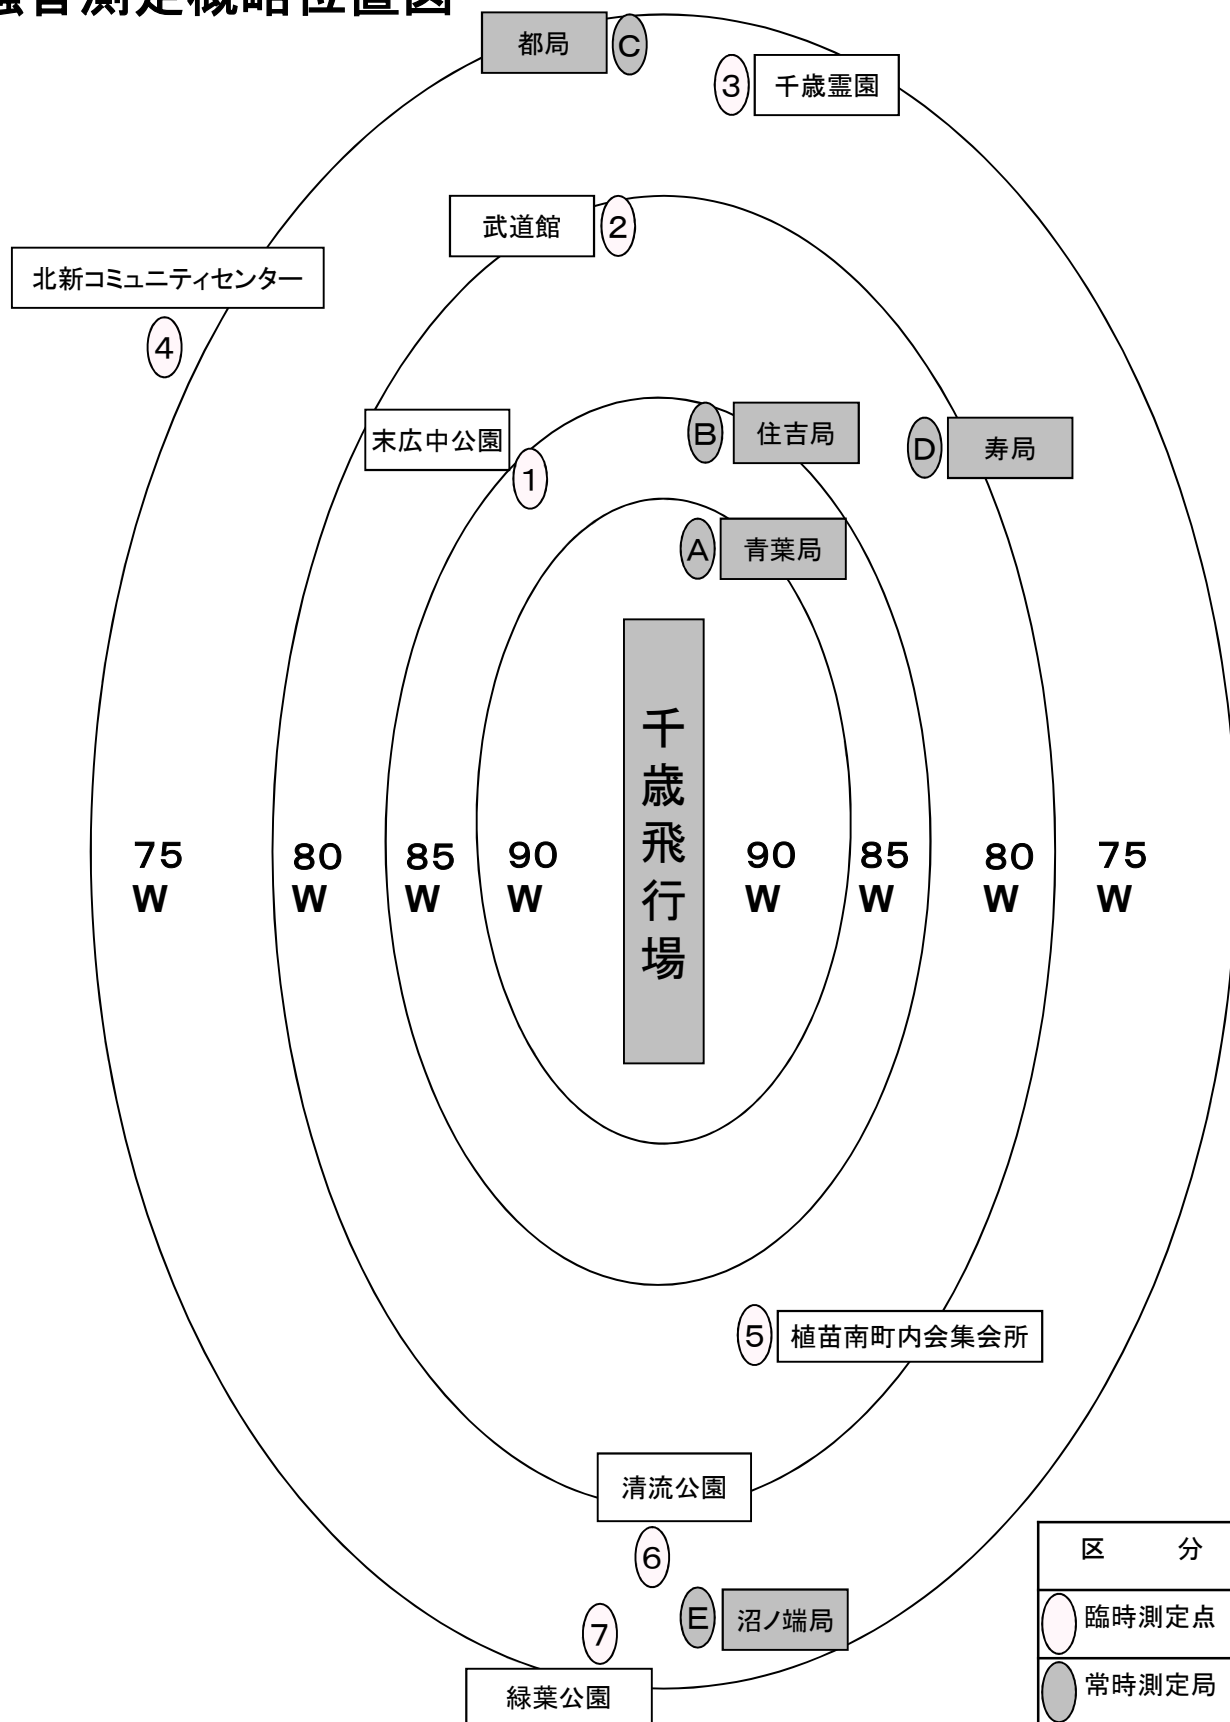 音測定概略位置図
都局 C
3 千歳霊園
武道館 2
北新コミュニティセンター
4
末広中公園
1
B 住吉局
D 寿局
A 青葉局
千歳飛行場
75 W
80 W
85 W
90 W
90 W
85 W
80 W
75 W
5 植苗南町内会集会所
清流公園
6
E 沼ノ端局
7
緑葉公園
区 分
臨時測定点
常時測定局